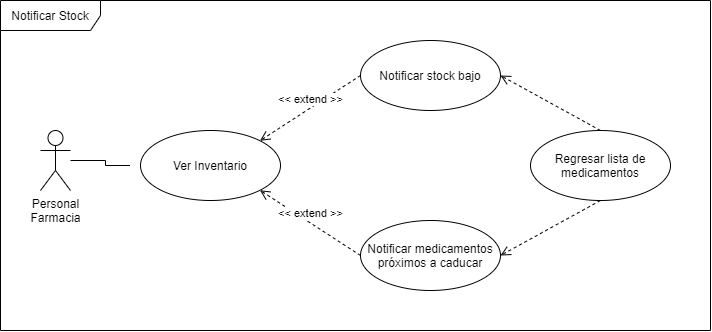 Notificar Stock
Notificar stock bajo
<< extend >>
Ver Inventario
Regresar lista de
medicamentos
Personal
Farmacia
<< extend >>
Notificar medicamentos
próximos a caducar